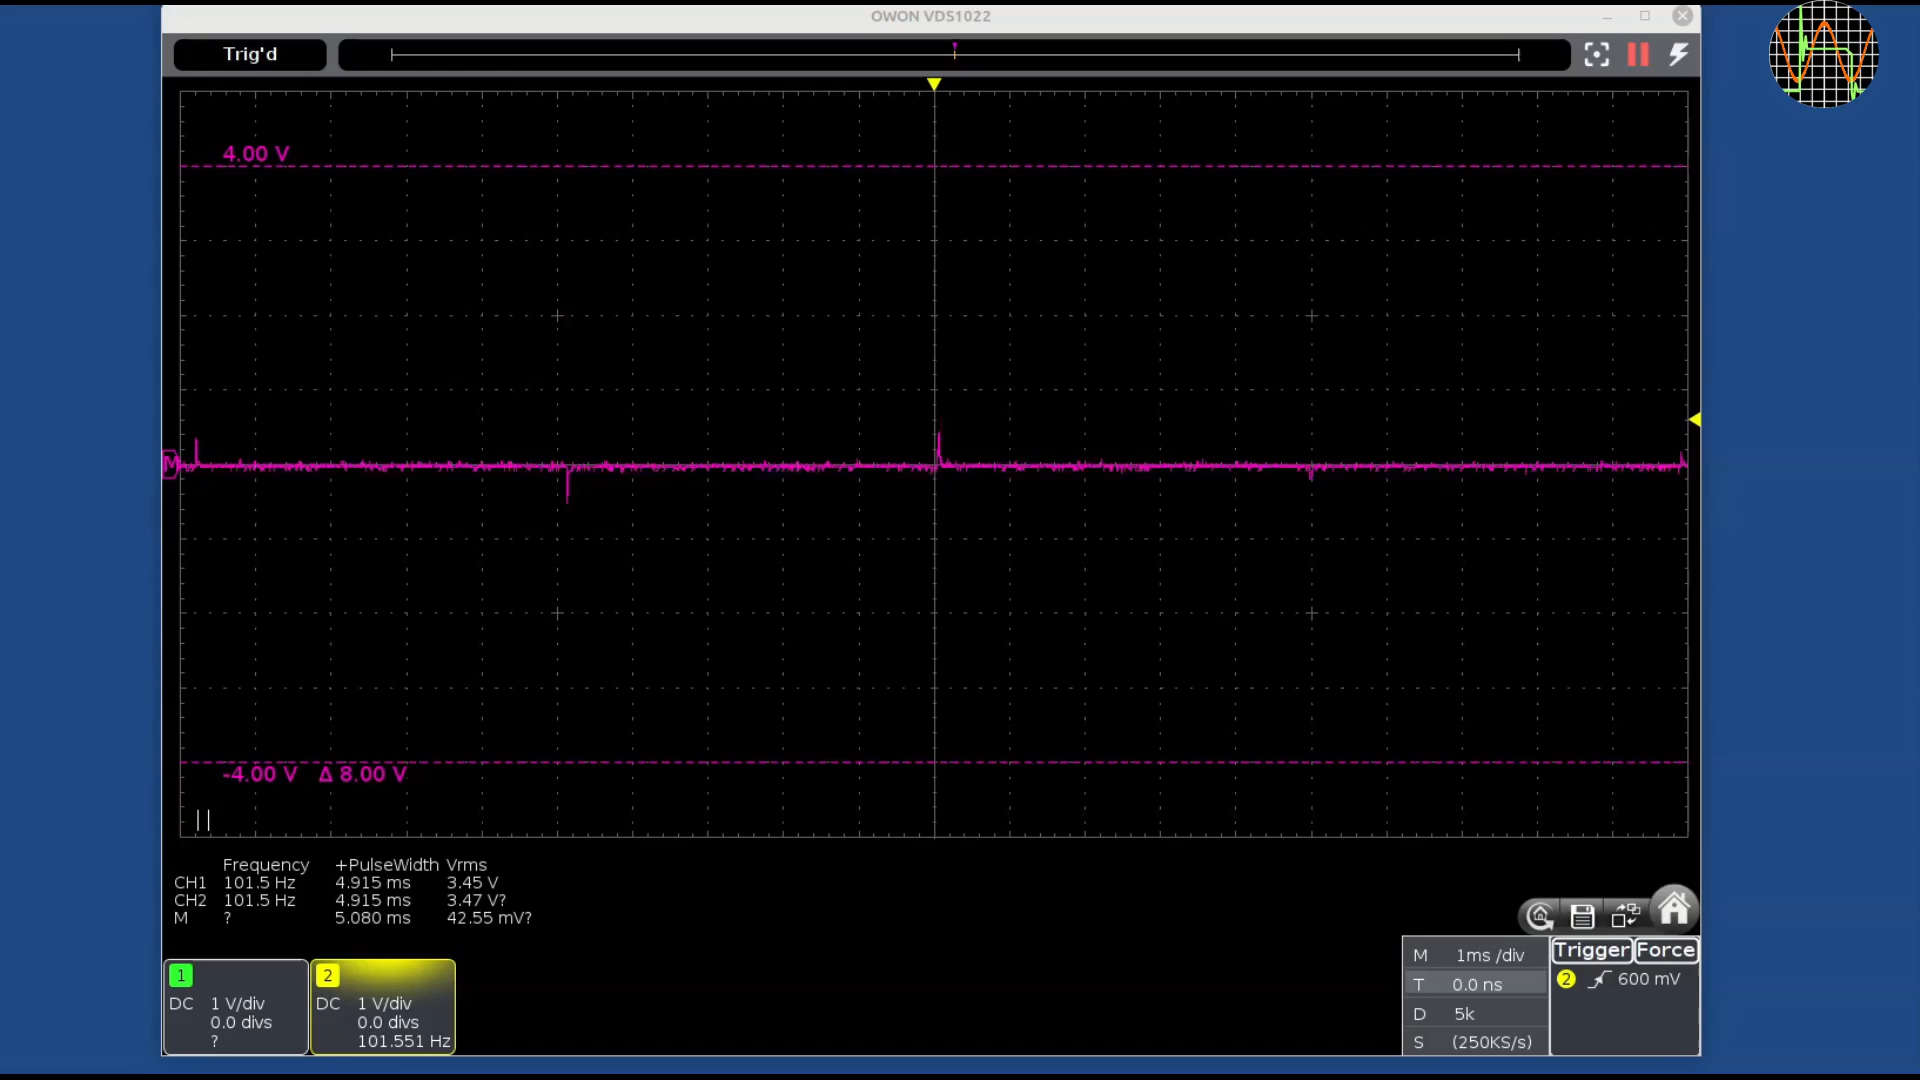 OWON VDS1022
Trig'd
4.00 V
M
-4.00 V Δ 8.00 V
Frequency +PulseWidth Vrms
CH1 101.5 Hz 4.915 ms 3.45 V
CH2 101.5 Hz 4.915 ms 3.47 V?
M ? 5.080 ms 42.55 mV?
1
DC 1 V/div
0.0 divs
?
2
DC 1 V/div
0.0 divs
101.551 Hz
M 1ms /div
T 0.0 ns
D 5k
S (250KS/s)
Trigger Force
2 600 mV